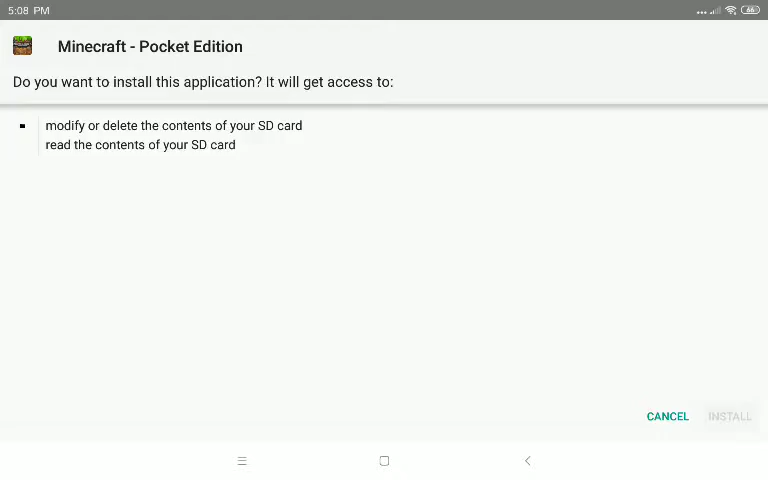 5:08 PM
66
Minecraft - Pocket Edition
Do you want to install this application? It will get access to:
modify or delete the contents of your SD card
read the contents of your SD card
CANCEL INSTALL